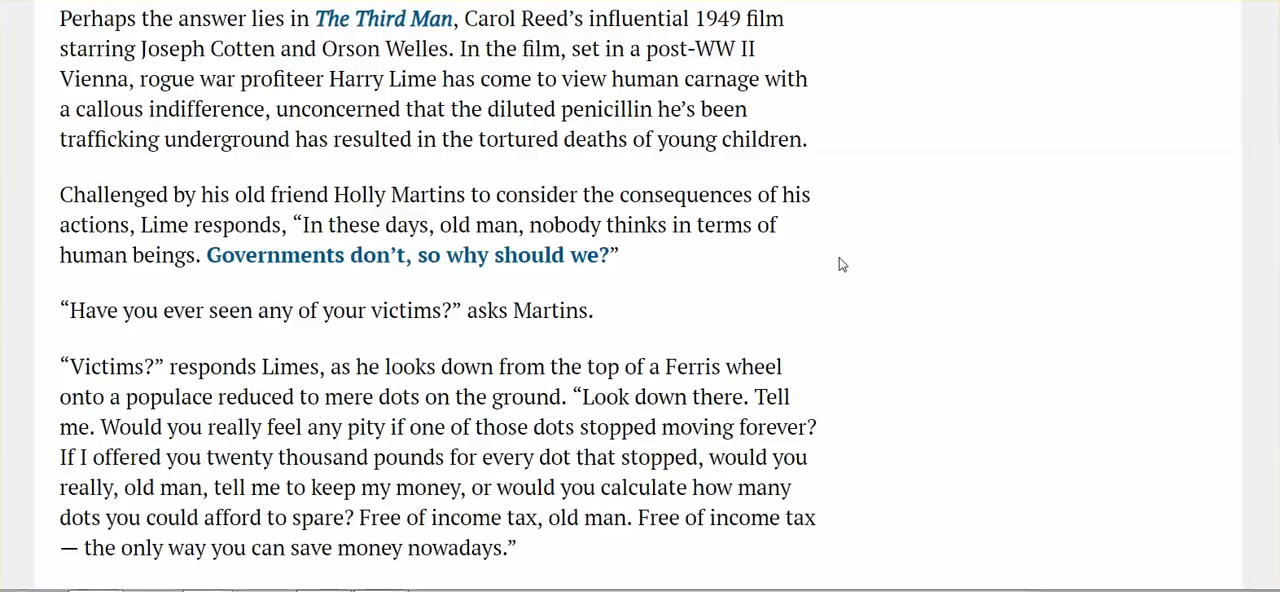 Perhaps the answer lies in The Third Man, Carol Reed’s influential 1949 film
starring Joseph Cotten and Orson Welles. In the film, set in a post-WW II
Vienna, rogue war profiteer Harry Lime has come to view human carnage with
a callous indifference, unconcerned that the diluted penicillin he’s been
trafficking underground has resulted in the tortured deaths of young children.
Challenged by his old friend Holly Martins to consider the consequences of his
actions, Lime responds, “In these days, old man, nobody thinks in terms of
human beings. Governments don’t, so why should we?”
“Have you ever seen any of your victims?” asks Martins.
“Victims?” responds Limes, as he looks down from the top of a Ferris wheel
onto a populace reduced to mere dots on the ground. “Look down there. Tell
me. Would you really feel any pity if one of those dots stopped moving forever?
If I offered you twenty thousand pounds for every dot that stopped, would you
really, old man, tell me to keep my money, or would you calculate how many
dots you could afford to spare? Free of income tax, old man. Free of income tax
— the only way you can save money nowadays.”